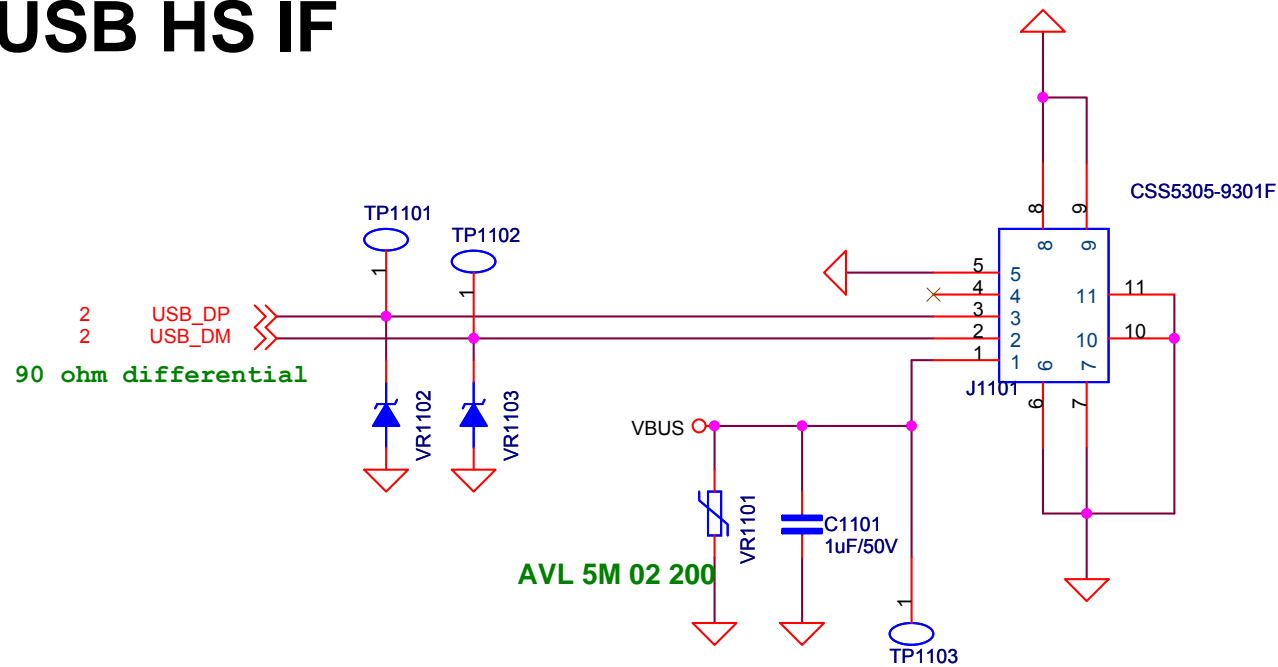 USB HS IF
CSS5305-9301F
8
9
8
9
TP1101
TP1102
1
1
5
5
4
4
11
11
2
USB_DP
3
3
2
USB_DM
2
2
10
10
1
1
6
7
90 ohm differential
J1101
6
7
VR1102
VR1103
VBUS
VR1101
C1101
1uF/50V
AVL 5M 02 200
1
TP1103